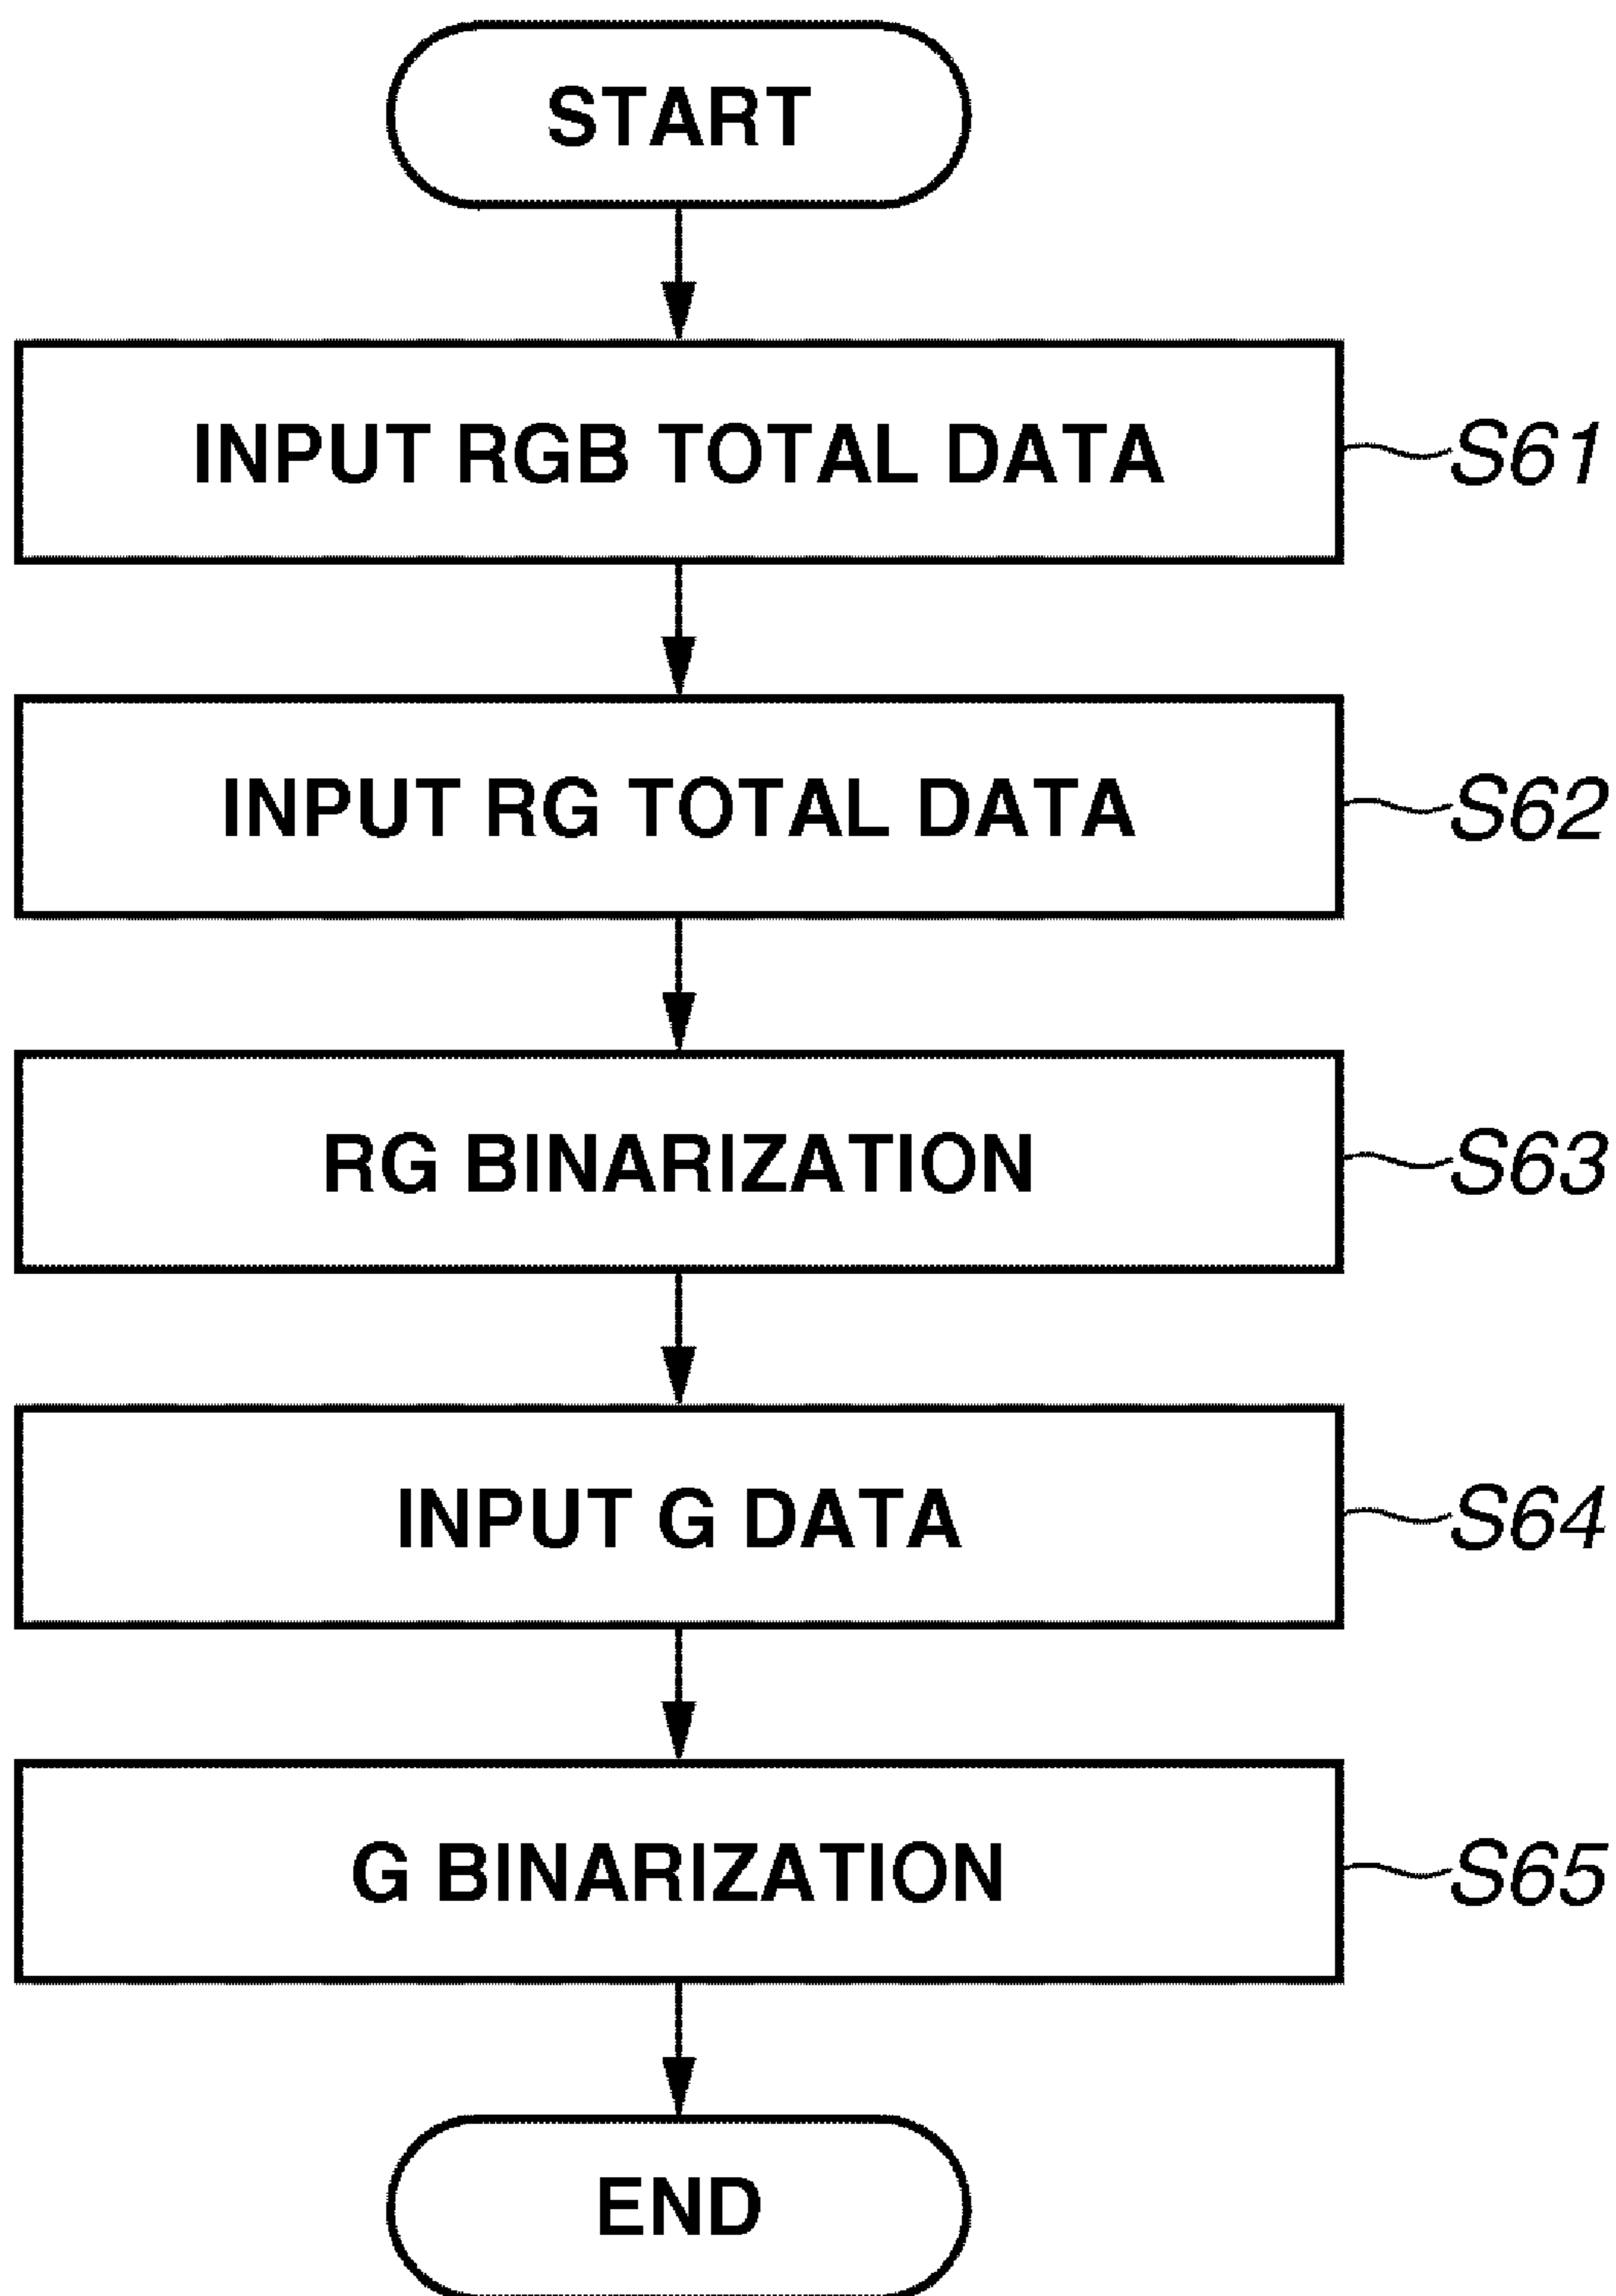 START
INPUT RGB TOTAL DATA
S61
INPUT RG TOTAL DATA
S62
RG BINARIZATION
S63
INPUT G DATA
S64
G BINARIZATION
S65
END